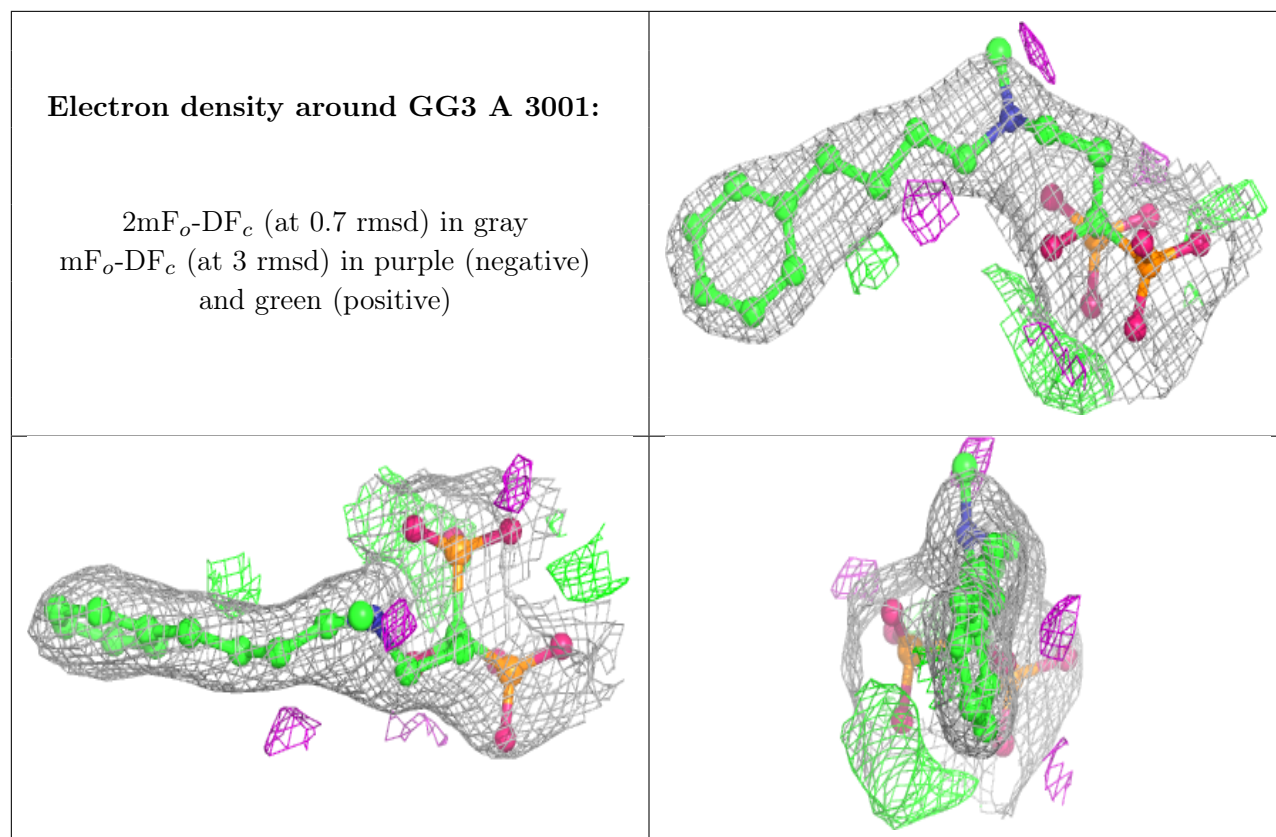 Electron density around GG3 A 3001:
2mFo-DFc (at 0.7 rmsd) in gray
mFo-DFc (at 3 rmsd) in purple (negative)
and green (positive)